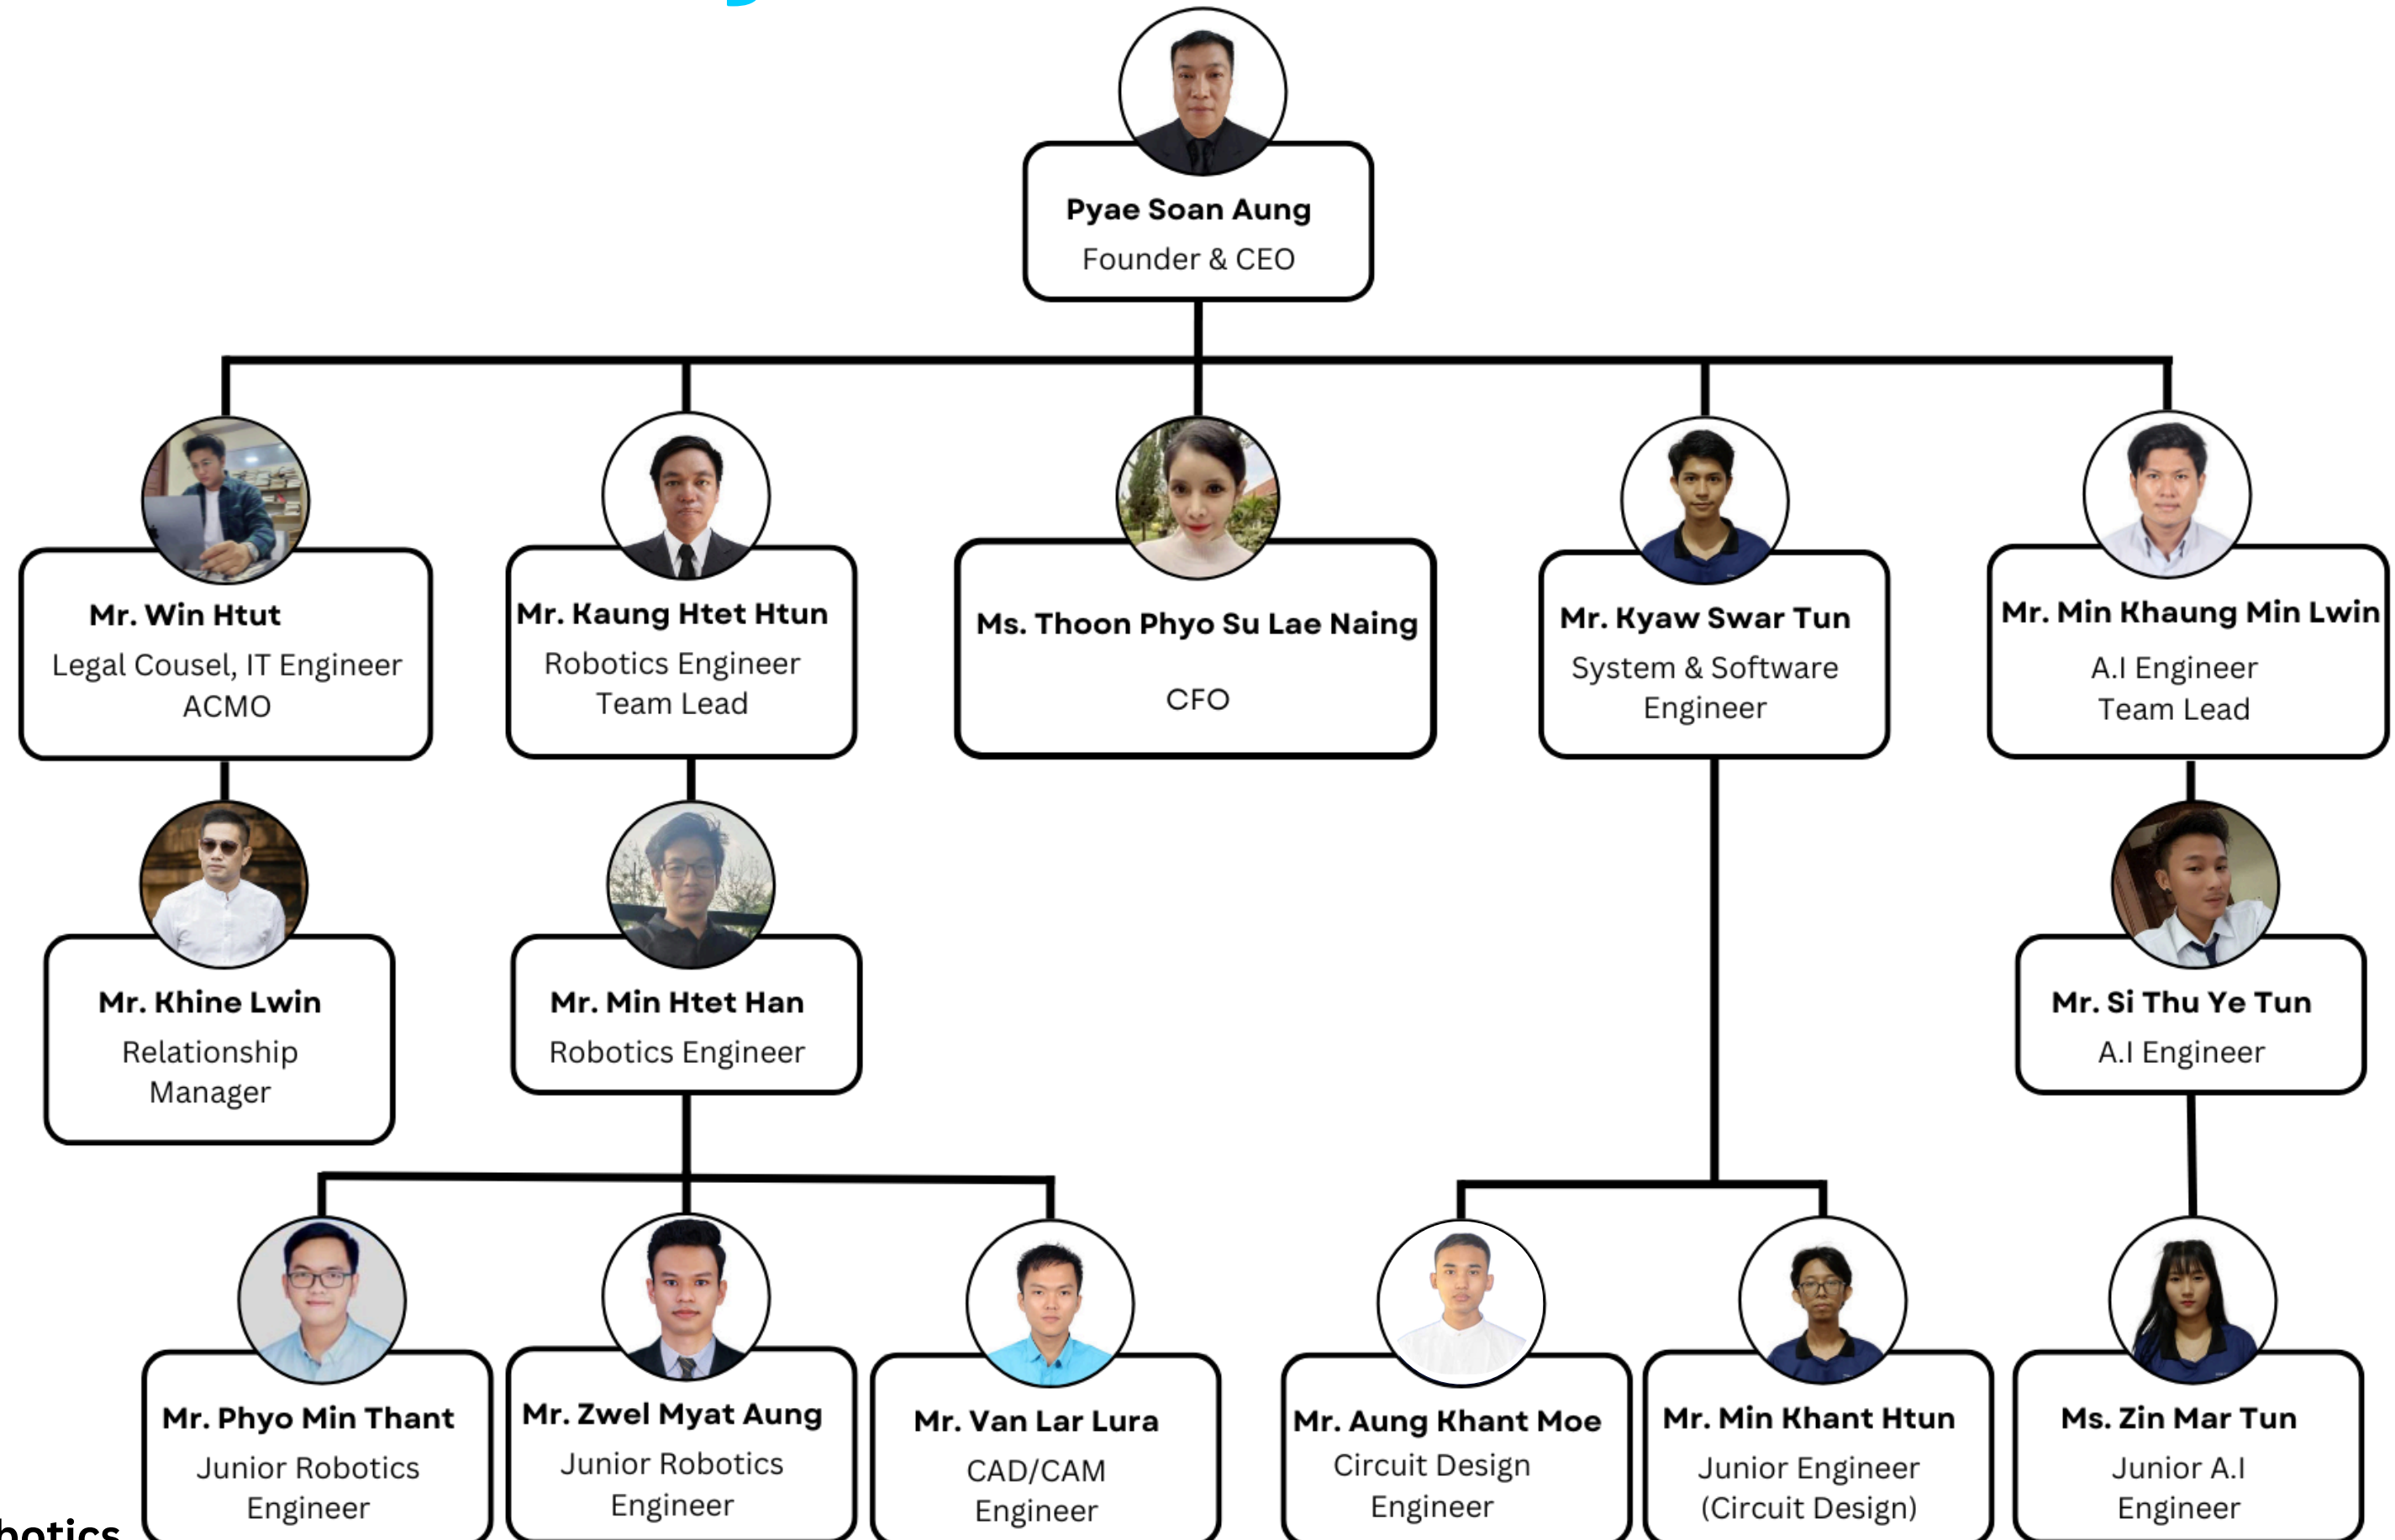 Pyae Soan Aung
Founder & CEO
Mr. Win Htut
Legal Cousel, IT Engineer
ACMO
Mr. Kaung Htet Htun
Robotics Engineer
Team Lead
Ms. Thoon Phyo Su Lae Naing
CFO
Mr. Kyaw Swar Tun
System & Software
Engineer
Mr. Min Khaung Min Lwin
A.I Engineer
Team Lead
Mr. Khine Lwin
Relationship
Manager
Mr. Min Htet Han
Robotics Engineer
Mr. Si Thu Ye Tun
A.I Engineer
Mr. Phyo Min Thant
Junior Robotics
Engineer
Mr. Zwel Myat Aung
Junior Robotics
Engineer
Mr. Van Lar Lura
CAD/CAM
Engineer
Mr. Aung Khant Moe
Circuit Design
Engineer
Mr. Min Khant Htun
Junior Engineer
(Circuit Design)
Ms. Zin Mar Tun
Junior A.I
Engineer